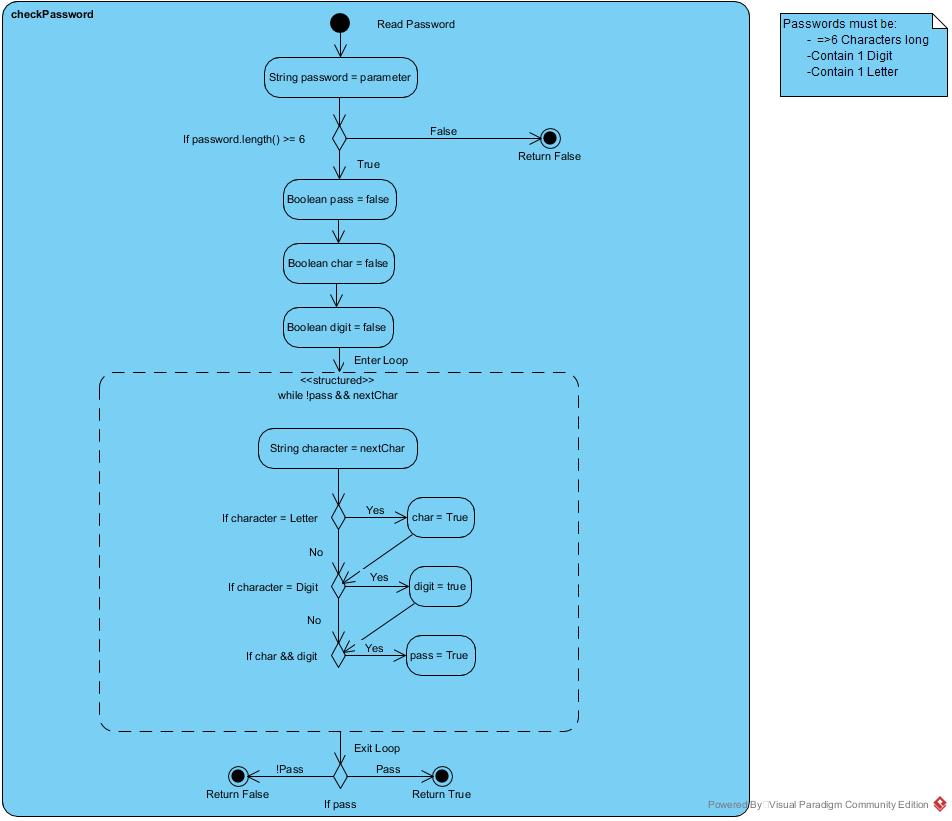 checkPassword
Read Password
String password = parameter
If password.length() >= 6
False
Return False
True
Boolean pass = false
Boolean char = false
Boolean digit = false
Enter Loop
<<structured>>
while !pass && nextChar
String character = nextChar
If character = Letter
Yes
char = True
No
If character = Digit
Yes
digit = true
No
If char && digit
Yes
pass = True
Exit Loop
!Pass
Pass
Return False
Return True
If pass
Passwords must be:
- =>6 Characters long
-Contain 1 Digit
-Contain 1 Letter
Powered By Visual Paradigm Community Edition